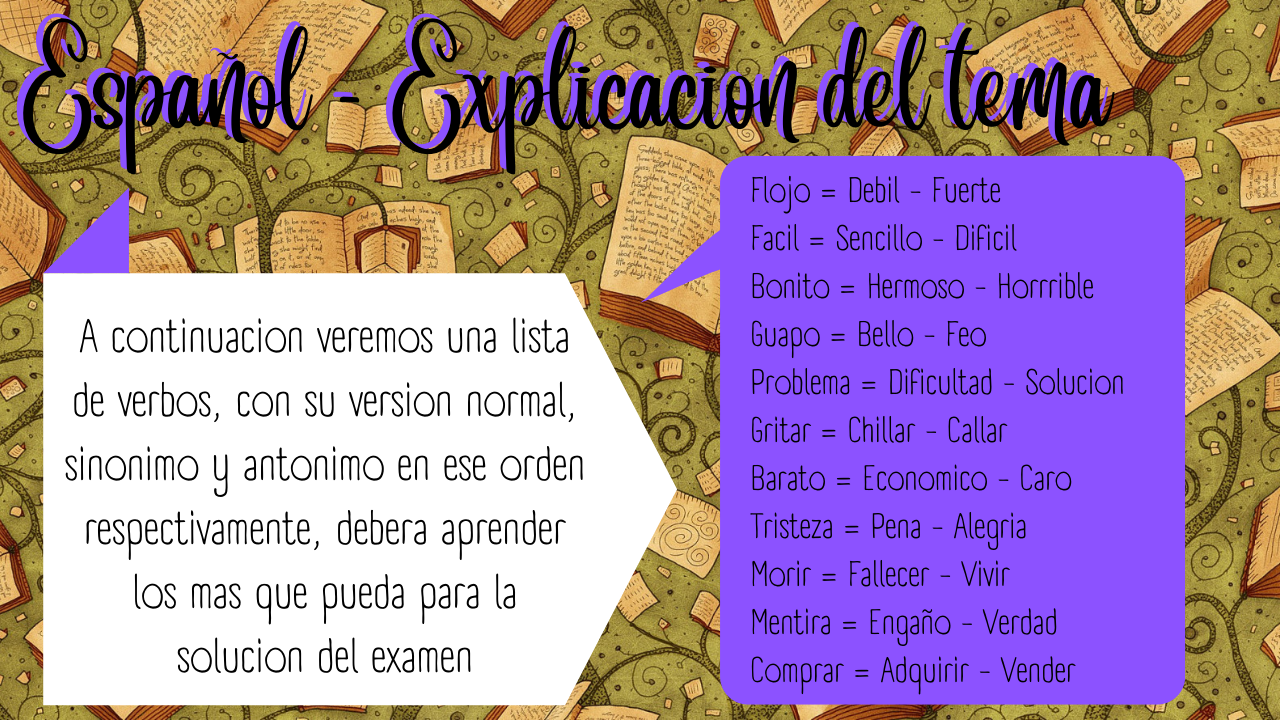 Español - Explicacion del tema
A continuacion veremos una lista
de verbos, con su version normal,
sinonimo y antonimo en ese orden
respectivamente, debera aprender
los mas que pueda para la
solucion del examen
Flojo = Debil - Fuerte
Facil = Sencillo - Dificil
Bonito = Hermoso - Horrrible
Guapo = Bello - Feo
Problema = Dificultad - Solucion
Gritar = Chillar - Callar
Barato = Economico - Caro
Tristeza = Pena - Alegria
Morir = Fallecer - Vivir
Mentira = Engaño - Verdad
Comprar = Adquirir - Vender